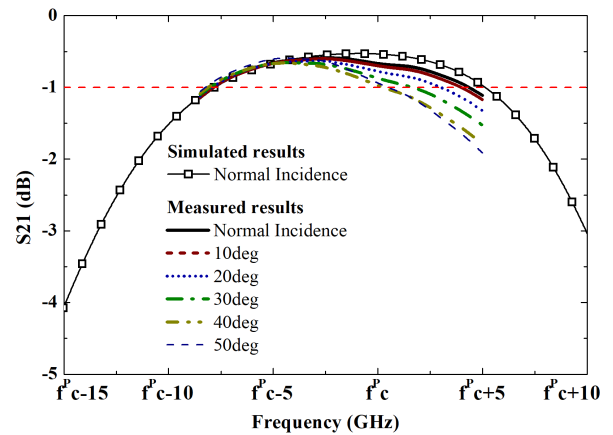 0
-1
-2
-3
-4
-5
S21 (dB)
Simulated results
Normal Incidence
Measured results
Normal Incidence
10deg
20deg
30deg
40deg
50deg
fᴾc-15 fᴾc-10 fᴾc-5 fᴾc fᴾc+5 fᴾc+10
Frequency (GHz)